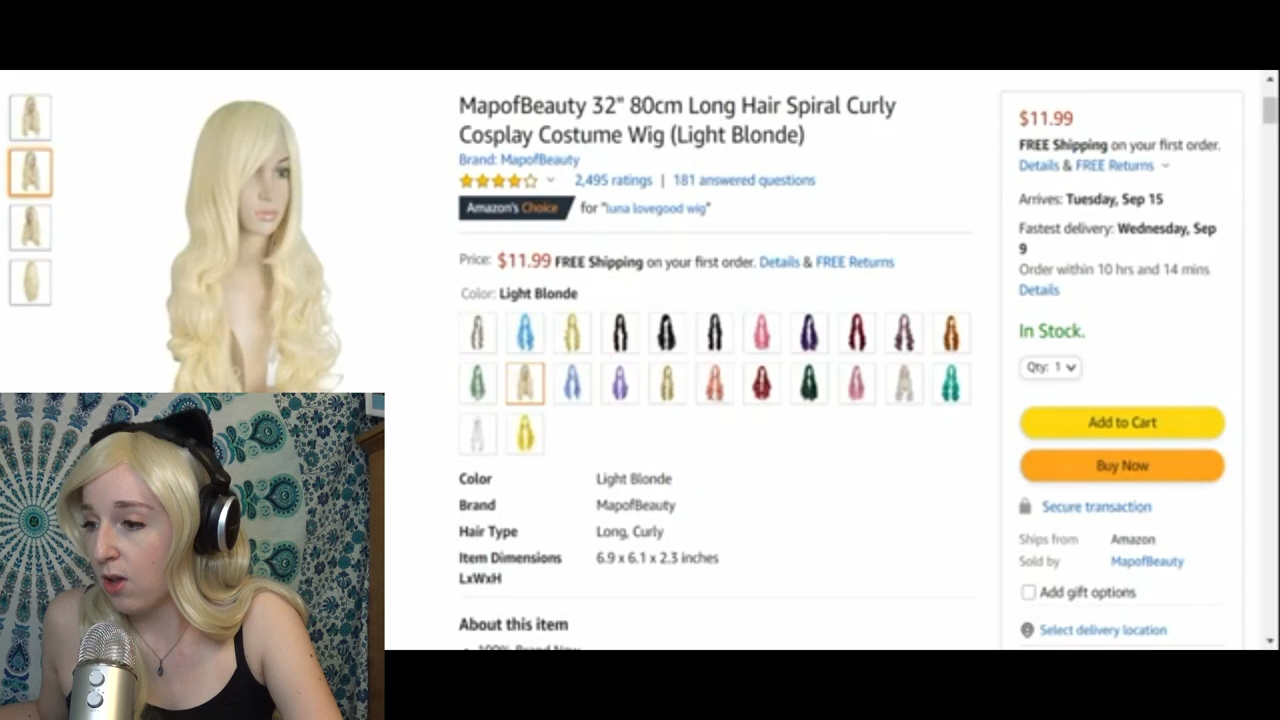 MapofBeauty 32" 80cm Long Hair Spiral Curly
Cosplay Costume Wig (Light Blonde)
Brand: MapofBeauty
2,495 ratings | 181 answered questions
Amazon's Choice for "luna lovegood wig"
Price: $11.99 FREE Shipping on your first order. Details & FREE Returns
Color: Light Blonde
Color Light Blonde
Brand MapofBeauty
Hair Type Long, Curly
Item Dimensions 6.9 x 6.1 x 2.3 inches
LxWxH
About this item
100% Brand New
$11.99
FREE Shipping on your first order.
Details & FREE Returns
Arrives: Tuesday, Sep 15
Fastest delivery: Wednesday, Sep
9
Order within 10 hrs and 14 mins
Details
In Stock.
Qty: 1
Add to Cart
Buy Now
Secure transaction
Ships from Amazon
Sold by MapofBeauty
Add gift options
Select delivery location